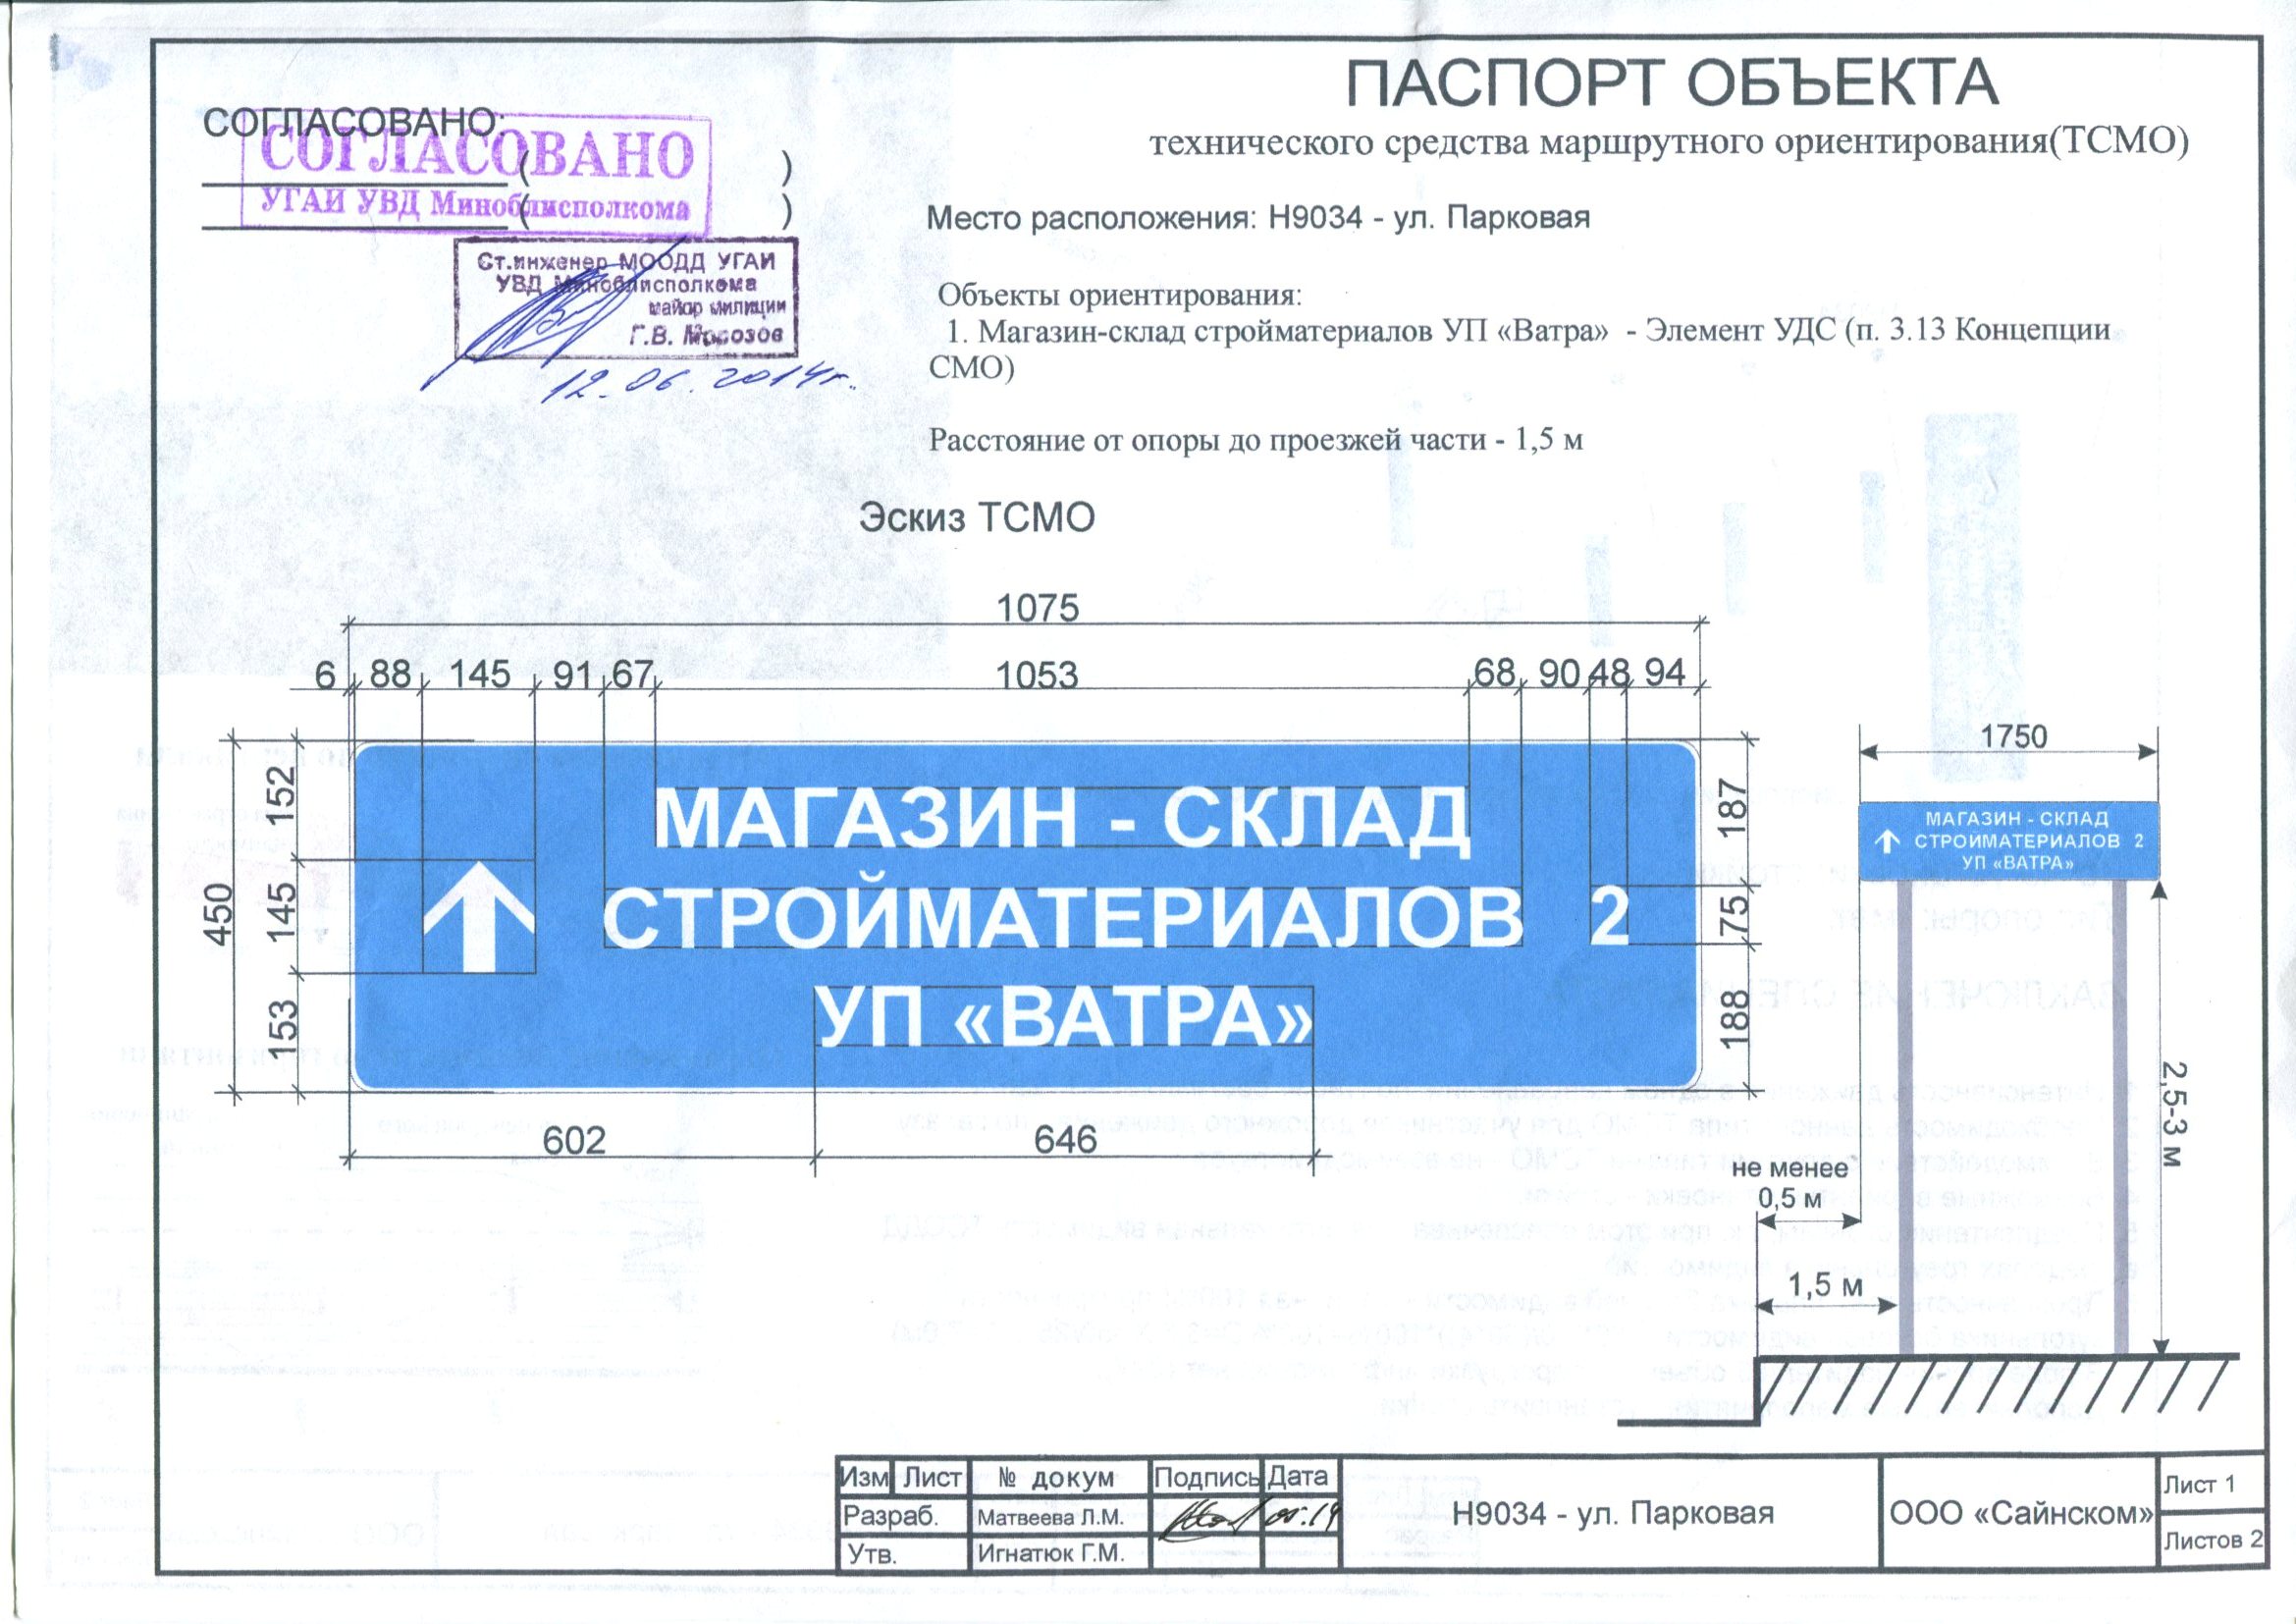 ПАСПОРТ ОБЪЕКТА
технического средства маршрутного ориентирования(ТСМО)
СОГЛАСОВАНО:
СОГЛАСОВАНО
УГАИ УВД Миноблисполкома
( )
( )
Ст.инженер МООДД УГАИ
УВД Миноблисполкома
майор милиции
Г.В. Морозов
12.06.2014г.
Место расположения: Н9034 - ул. Парковая
Объекты ориентирования:
1. Магазин-склад стройматериалов УП «Ватра» - Элемент УДС (п. 3.13 Концепции
СМО)
Расстояние от опоры до проезжей части - 1,5 м
Эскиз ТСМО
1075
6 88 145 91 67 1053 68 90 48 94
450
152
145
153
МАГАЗИН - СКЛАД
СТРОЙМАТЕРИАЛОВ 2
УП «ВАТРА»
187
75
188
602 646
1750
МАГАЗИН - СКЛАД
СТРОЙМАТЕРИАЛОВ 2
УП «ВАТРА»
2,5-3 м
не менее
0,5 м
1,5 м
Изм Лист № докум Подпись Дата
Разраб. Матвеева Л.М.
Утв. Игнатюк Г.М.
Н9034 - ул. Парковая
ООО «Сайнском»
Лист 1
Листов 2